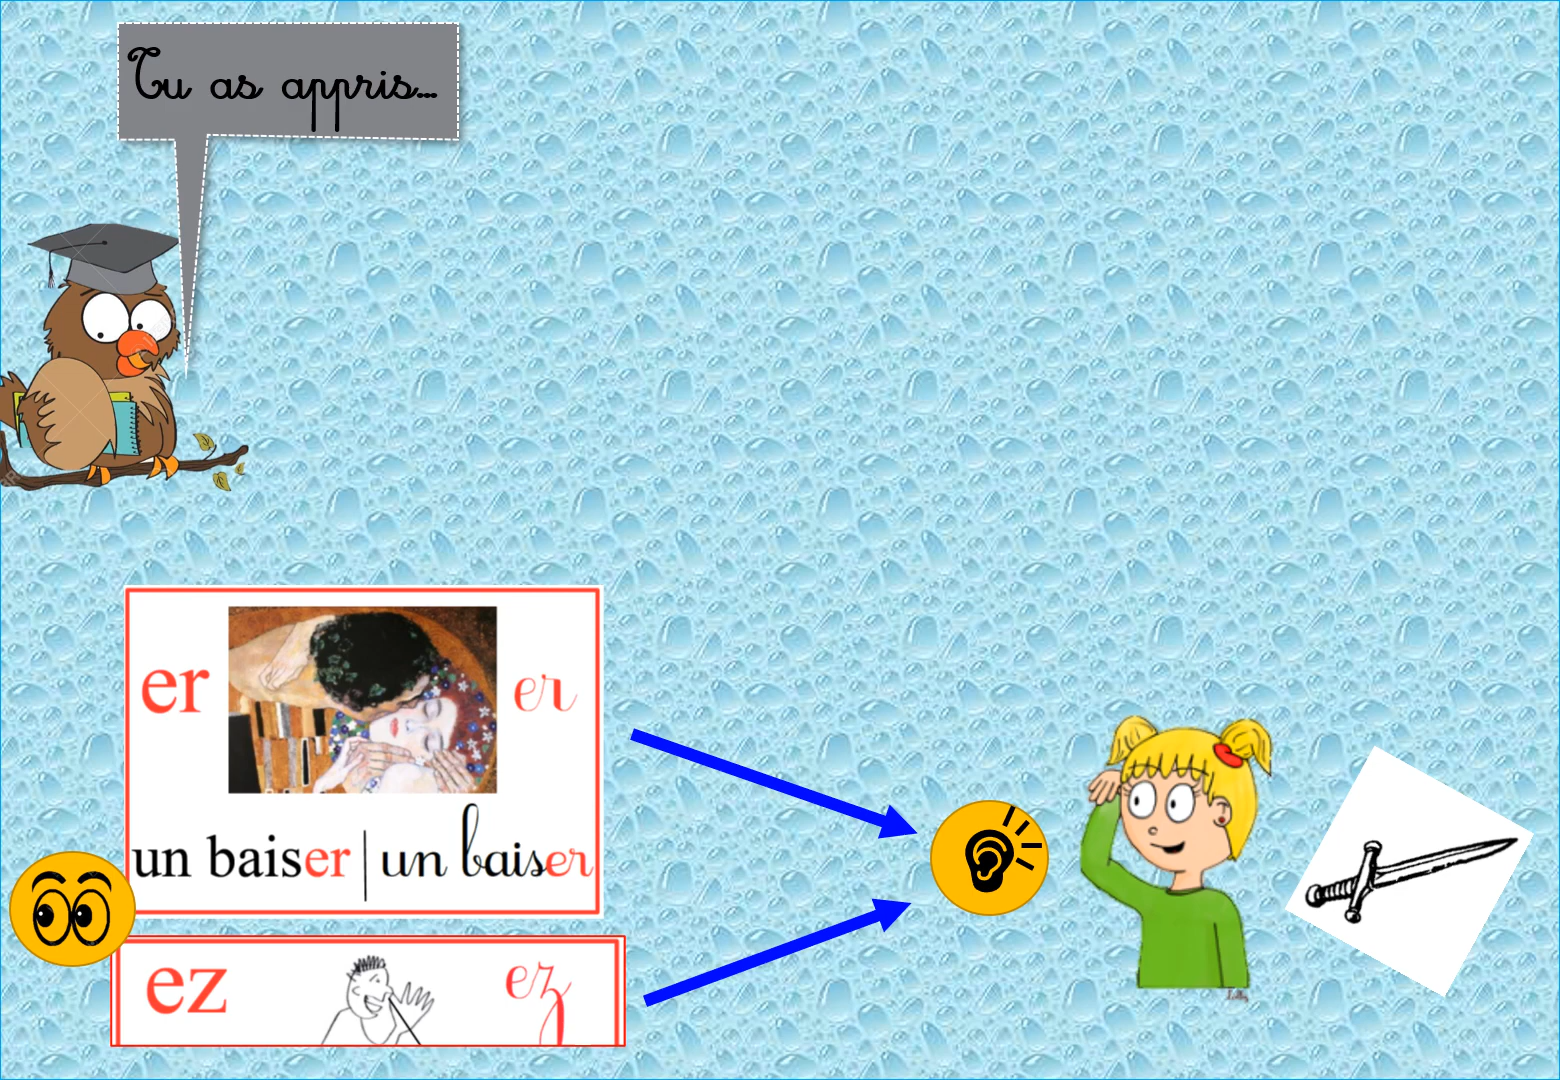 Tu as appris...
er er
un baiser | un baiser
ez ez